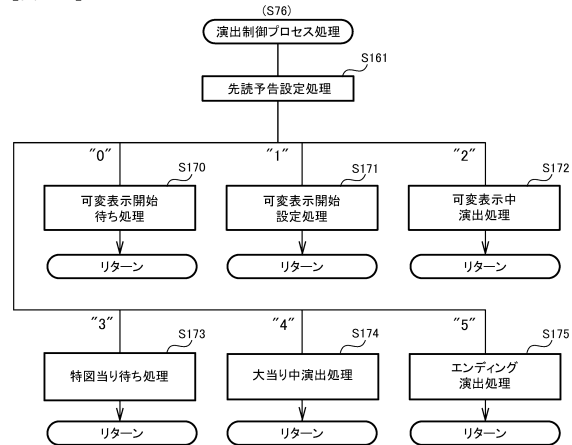 (S76)
演出制御プロセス処理
S161
先読予告設定処理
"0"
"1"
"2"
S170
S171
S172
可変表示開始
待ち処理
可変表示開始
設定処理
可変表示中
演出処理
リターン
リターン
リターン
"3"
"4"
"5"
S173
S174
S175
特図当り待ち処理
大当り中演出処理
エンディング
演出処理
リターン
リターン
リターン